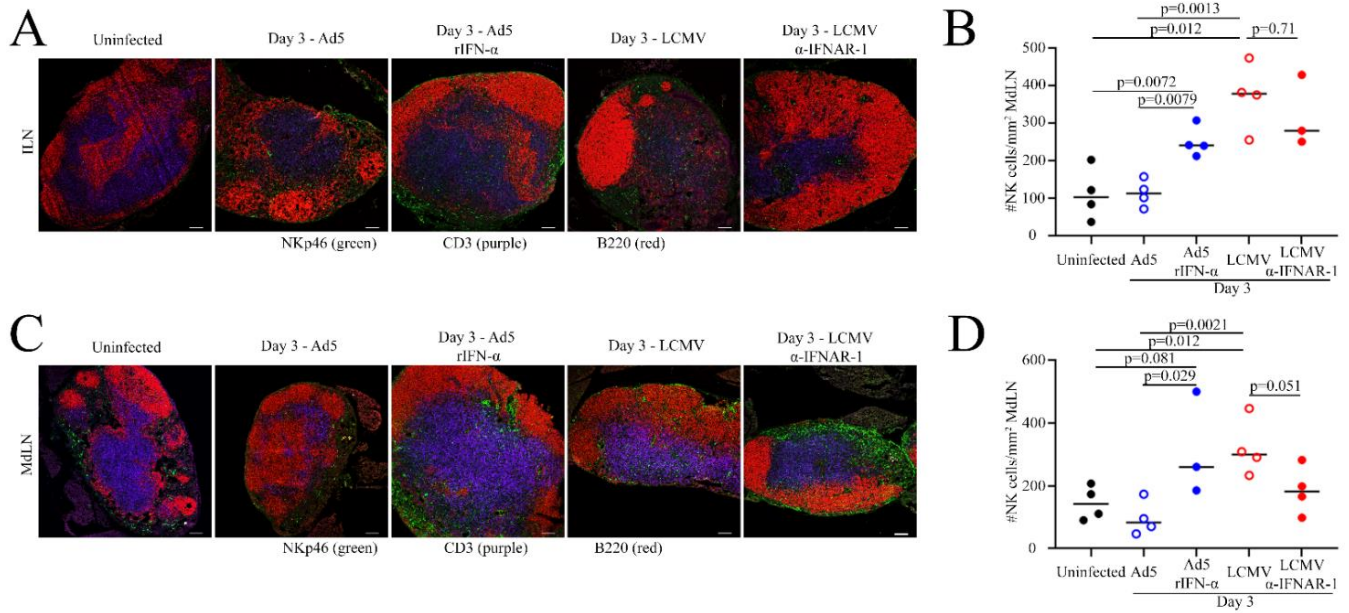 A
Uninfected
Day 3 - Ad5
Day 3 - Ad5
rIFN-α
Day 3 - LCMV
Day 3 - LCMV
α-IFNAR-1
ILN
NKp46 (green)
CD3 (purple)
B220 (red)
B
p=0.0013
p=0.012
p=0.71
p=0.0072
p=0.0079
#NK cells/mm² MdLN
500
400
300
200
100
0
Uninfected
Ad5
Ad5
rIFN-α
LCMV
LCMV
α-IFNAR-1
Day 3
C
Uninfected
Day 3 - Ad5
Day 3 - Ad5
rIFN-α
Day 3 - LCMV
Day 3 - LCMV
α-IFNAR-1
MdLN
NKp46 (green)
CD3 (purple)
B220 (red)
D
p=0.0021
p=0.012
p=0.081
p=0.029
p=0.051
#NK cells/mm² MdLN
600
400
200
0
Uninfected
Ad5
Ad5
rIFN-α
LCMV
LCMV
α-IFNAR-1
Day 3